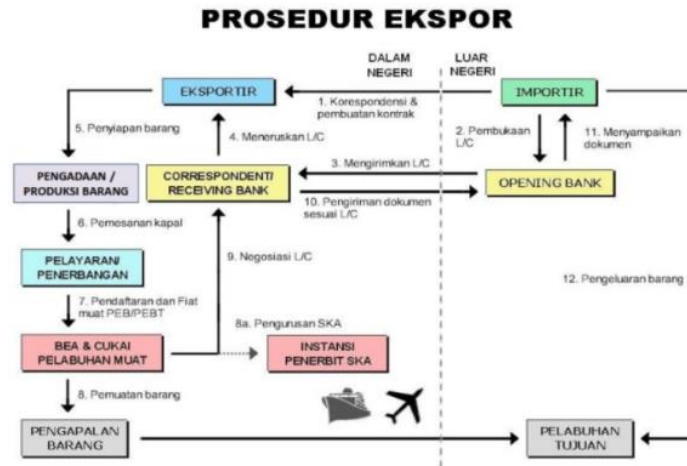 PROSEDUR EKSPOR
DALAM
NEGERI
LUAR
NEGERI
EKSPORTIR
IMPORTIR
1. Korespondensi &
pembuatan kontrak
5. Penyiapan barang
4. Meneruskan L/C
2. Pembukaan
L/C
11. Menyampaikan
dokumen
3. Mengirimkan L/C
PENGADAAN /
PRODUKSI BARANG
CORRESPONDENT/
RECEIVING BANK
OPENING BANK
10. Pengiriman dokumen
sesuai L/C
6. Pemesanan kapal
PELAYARAN/
PENERBANGAN
9. Negosiasi L/C
12. Pengeluaran barang
7. Pendaftaran dan Fiat
muat PEB/PEBT
8a. Pengurusan SKA
BEA & CUKAI
PELABUHAN MUAT
INSTANSI
PENERBIT SKA
8. Pemuatan barang
PENGAPALAN
BARANG
PELABUHAN
TUJUAN